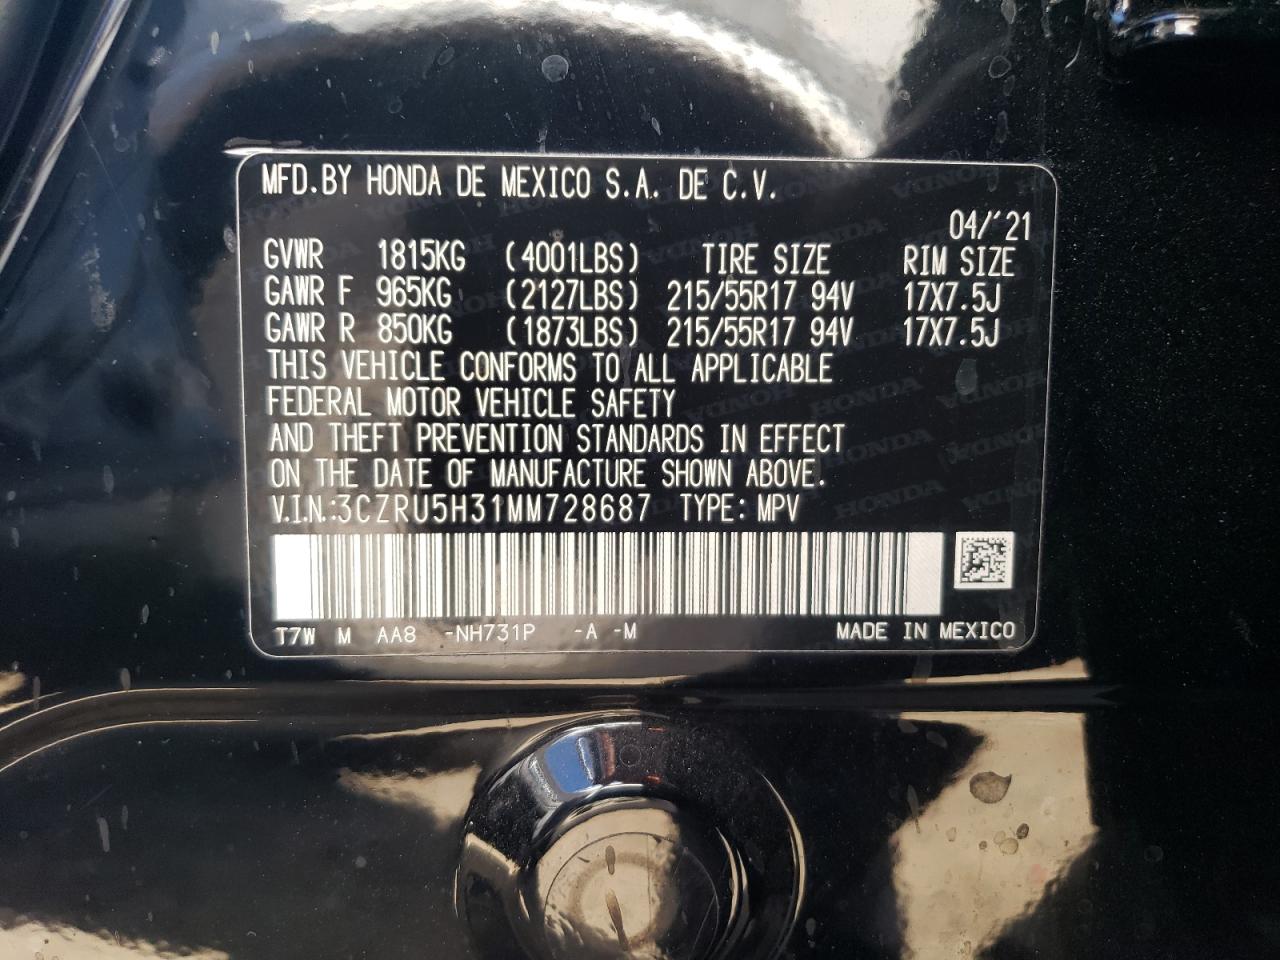 MFD.BY HONDA DE MEXICO S.A. DE C.V.
04/'21
GVWR 1815KG (4001LBS) TIRE SIZE RIM SIZE
GAWR F 965KG (2127LBS) 215/55R17 94V 17X7.5J
GAWR R 850KG (1873LBS) 215/55R17 94V 17X7.5J
THIS VEHICLE CONFORMS TO ALL APPLICABLE
FEDERAL MOTOR VEHICLE SAFETY
AND THEFT PREVENTION STANDARDS IN EFFECT
ON THE DATE OF MANUFACTURE SHOWN ABOVE.
V.I.N.:3CZRU5H31MM728687 TYPE: MPV
T7W M AA8 -NH731P -A -M MADE IN MEXICO